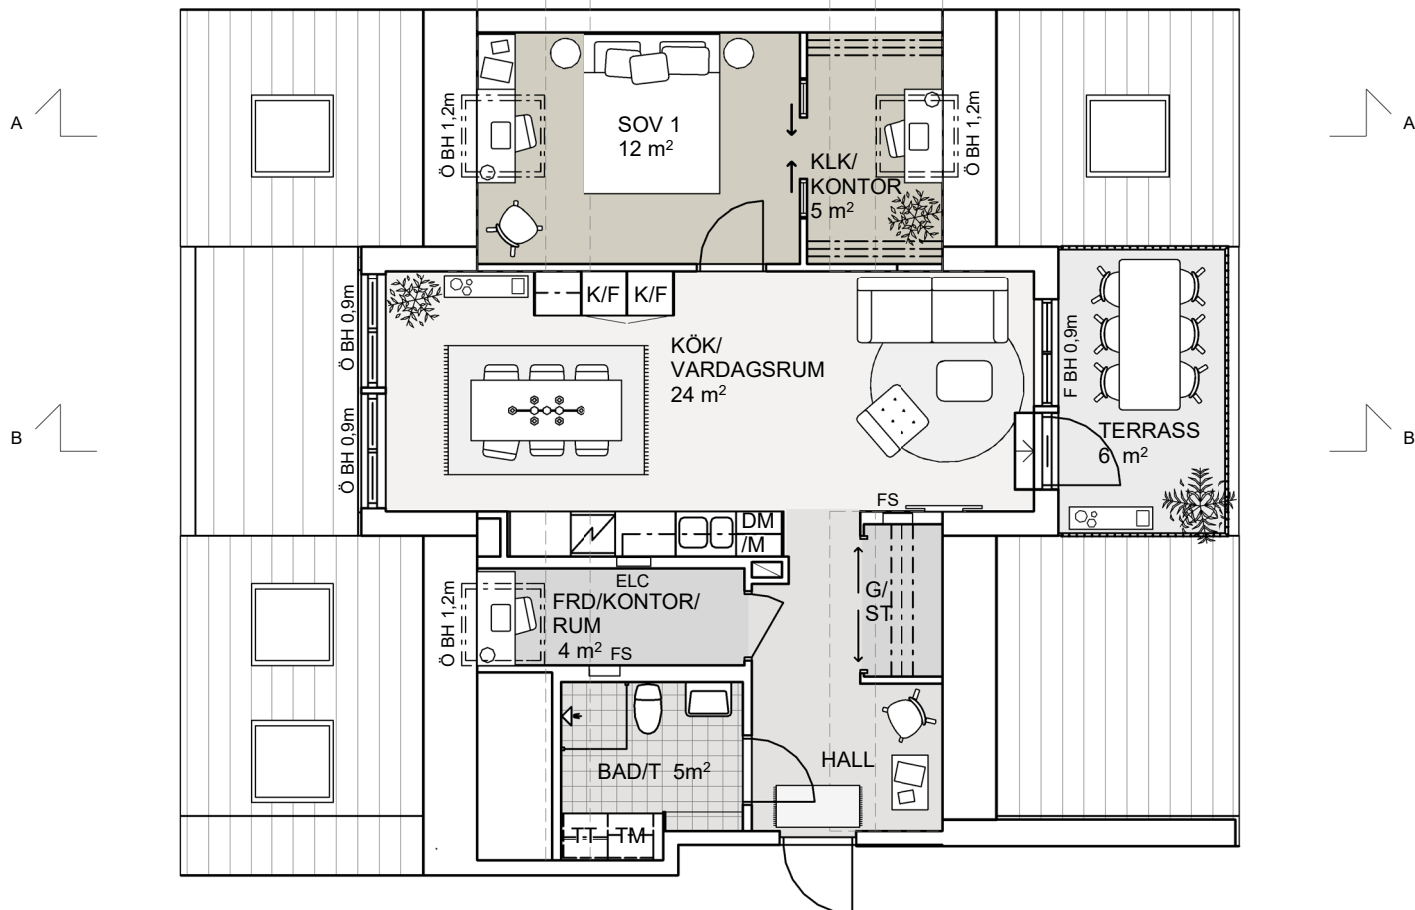 A
A
Ö BH 1,2m
SOV 1
12 m²
KLK/
KONTOR
5 m²
Ö BH 1,2m
Ö BH 0,9m
K/F
K/F
KÖK/
VARDAGSRUM
24 m²
F BH 0,9m
TERRASS
6 m²
B
B
Ö BH 0,9m
FS
DM
/M
ELC
FRD/KONTOR/
RUM
4 m² FS
Ö BH 1,2m
G/
ST
BAD/T 5m²
HALL
TT
TM